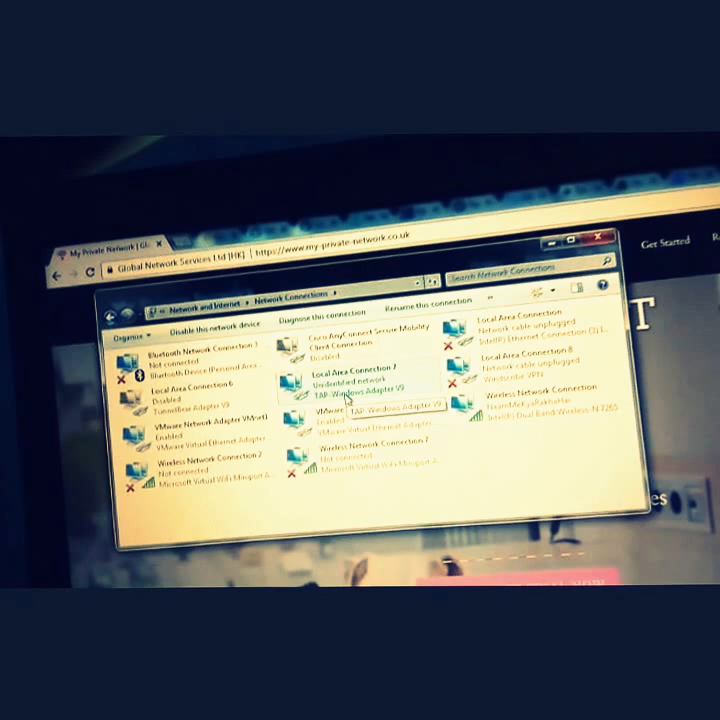 My Private Network | Gl
Global Network Services Ltd [HK] | https://www.my-private-network.co.uk
Get Started
T
Network and Internet Network Connections
Search Network Connections
Organize Disable this network device Diagnose this connection Rename this connection
Bluetooth Network Connection
Not connected
Bluetooth Device (Personal Area ...
Local Area Connection 6
Disabled
TunnelBear Adapter V9
VMware Network Adapter VMnet1
Enabled
VMware Virtual Ethernet Adapter
Wireless Network Connection 2
Not connected
Microsoft Virtual WiFi Miniport A...
Cisco AnyConnect Secure Mobility
Client Connection
Disabled
Local Area Connection 7
Unidentified network
TAP-Windows Adapter V9
TAP-Windows Adapter V9
VMware
Enabled
VMware Virtual Ethernet Adapter
Wireless Network Connection
Not connected
Microsoft Virtual WiFi Miniport A...
Local Area Connection
Network cable unplugged
Intel(R) Ethernet Connection (3) I...
Local Area Connection 8
Network cable unplugged
Windscribe VPN
Wireless Network Connection
Intel(R) Dual Band Wireless-N 7265
es